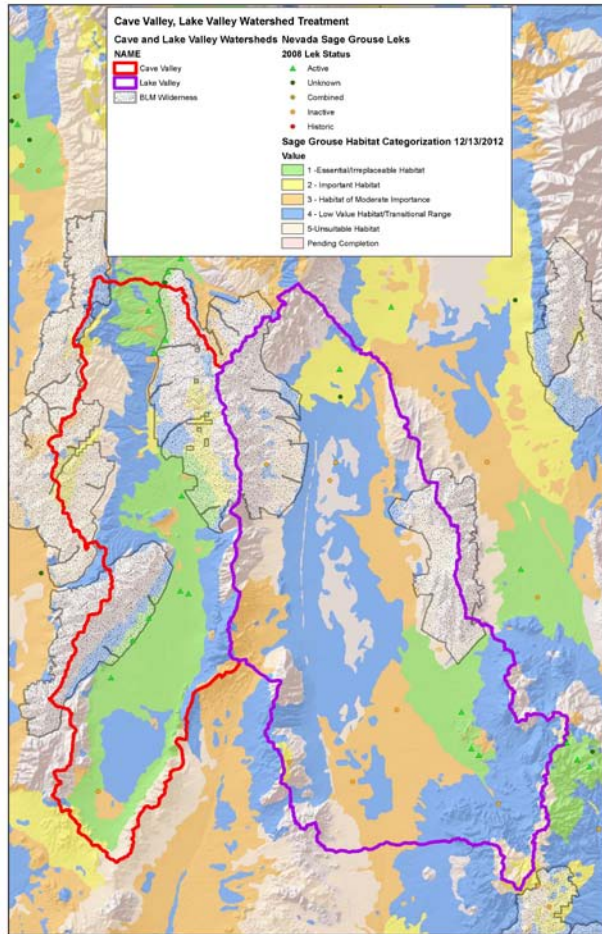 Cave Valley, Lake Valley Watershed Treatment
Cave and Lake Valley Watersheds
NAME
Cave Valley
Lake Valley
BLM Wilderness
Nevada Sage Grouse Leks
2008 Lek Status
Active
Unknown
Combined
Inactive
Historic
Sage Grouse Habitat Categorization 12/13/2012
Value
1 -Essential/Irreplaceable Habitat
2 - Important Habitat
3 - Habitat of Moderate Importance
4 - Low Value Habitat/Transitional Range
5-Unsuitable Habitat
Pending Completion